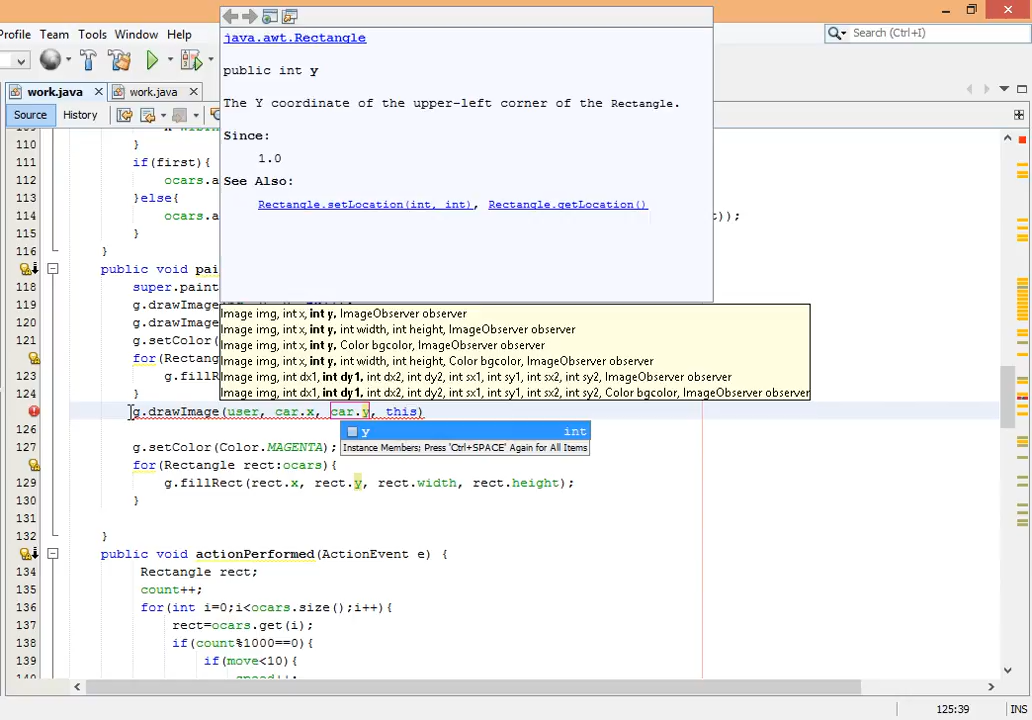 Profile Team Tools Window Help
Search (Ctrl+I)
work.java work.java
Source History
java.awt.Rectangle
public int y
The Y coordinate of the upper-left corner of the Rectangle.
Since:
1.0
See Also:
Rectangle.setLocation(int, int), Rectangle.getLocation()
110 }
111 if(first){
112 ocars.a
113 }else{
114 ocars.a t));
115 }
116 }
public void pai
118 super.paint
119 g.drawImage
120 g.drawImage
121 g.setColor(
for(Rectang
123 g.fillR
124 }
Image img, int x, int y, ImageObserver observer
Image img, int x, int y, int width, int height, ImageObserver observer
Image img, int x, int y, Color bgcolor, ImageObserver observer
Image img, int x, int y, int width, int height, Color bgcolor, ImageObserver observer
Image img, int dx1, int dy1, int dx2, int dy2, int sx1, int sy1, int sx2, int sy2, ImageObserver observer
Image img, int dx1, int dy1, int dx2, int dy2, int sx1, int sy1, int sx2, int sy2, Color bgcolor, ImageObserver observer
g.drawImage(user, car.x, car.y, this)
y int
Instance Members; Press 'Ctrl+SPACE' Again for All Items
126
127 g.setColor(Color.MAGENTA);
for(Rectangle rect:ocars){
129 g.fillRect(rect.x, rect.y, rect.width, rect.height);
130 }
131
132 }
public void actionPerformed(ActionEvent e) {
134 Rectangle rect;
135 count++;
136 for(int i=0;i<ocars.size();i++){
137 rect=ocars.get(i);
138 if(count%1000==0){
139 if(move<10){
125:39 INS